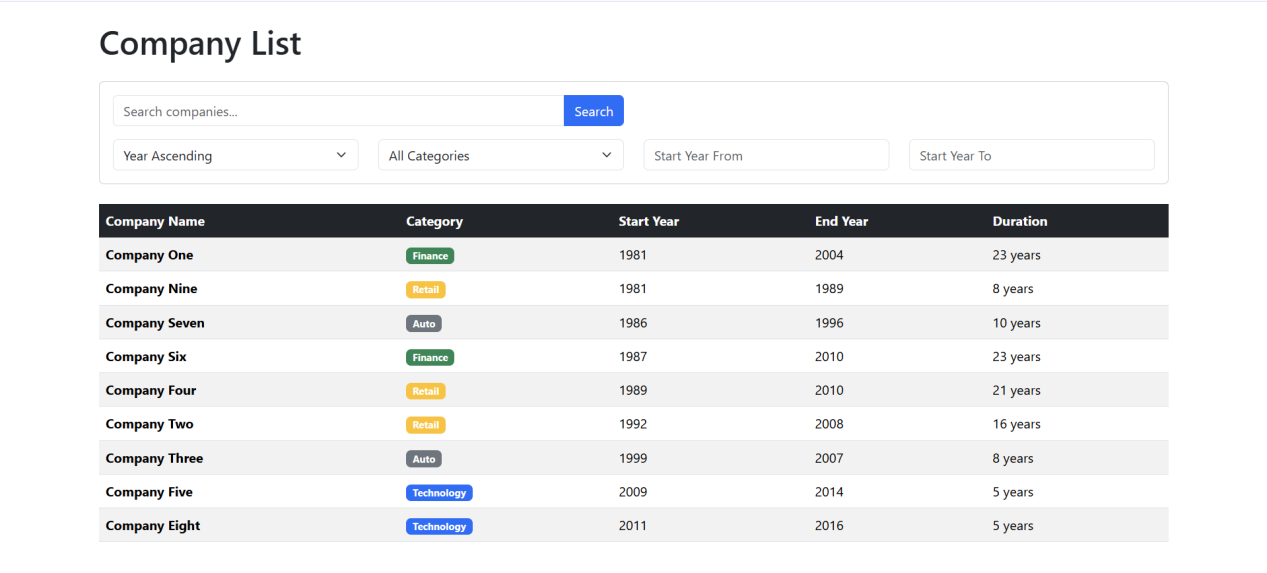 Company List
Search companies... Search
Year Ascending All Categories Start Year From Start Year To
Company Name Category Start Year End Year Duration
Company One Finance 1981 2004 23 years
Company Nine Retail 1981 1989 8 years
Company Seven Auto 1986 1996 10 years
Company Six Finance 1987 2010 23 years
Company Four Retail 1989 2010 21 years
Company Two Retail 1992 2008 16 years
Company Three Auto 1999 2007 8 years
Company Five Technology 2009 2014 5 years
Company Eight Technology 2011 2016 5 years